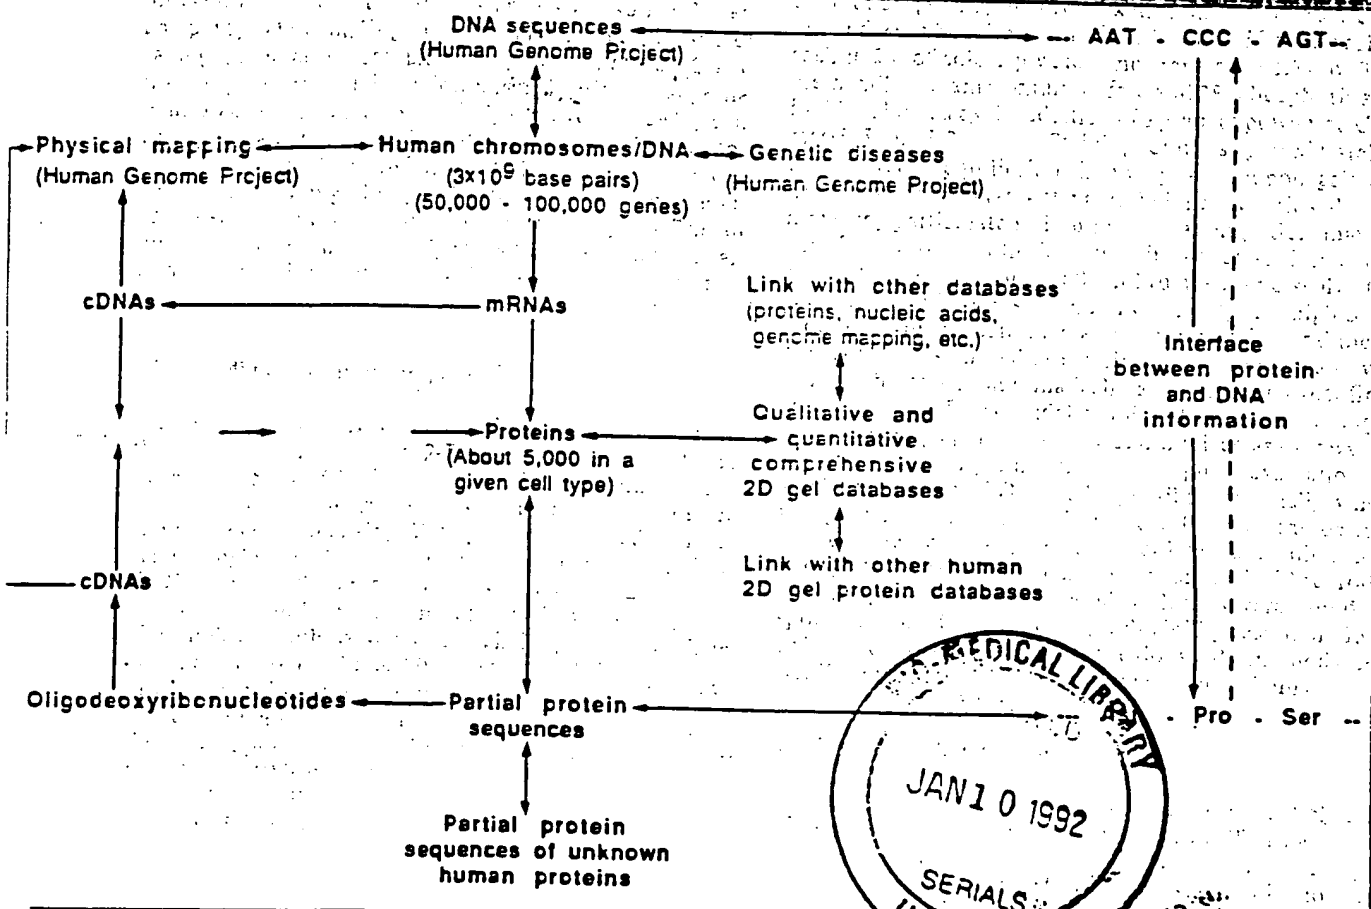 DNA sequences
(Human Genome Project)
-- AAT - CCC - AGT--
Physical mapping
(Human Genome Project)
Human chromosomes/DNA
(3x10⁹ base pairs)
(50,000 - 100,000 genes)
Genetic diseases
(Human Genome Project)
cDNAs
mRNAs
Link with other databases
(proteins, nucleic acids,
genome mapping, etc.)
Interface
between protein
and DNA
information
Proteins
(About 5,000 in a
given cell type)
Qualitative and
quantitative
comprehensive
2D gel databases
Link with other human
2D gel protein databases
cDNAs
Oligodeoxyribonucleotides
Partial protein
sequences
- Pro - Ser --
Partial protein
sequences of unknown
human proteins
MEDICAL LIBRARY
JAN 10 1992
SERIALS